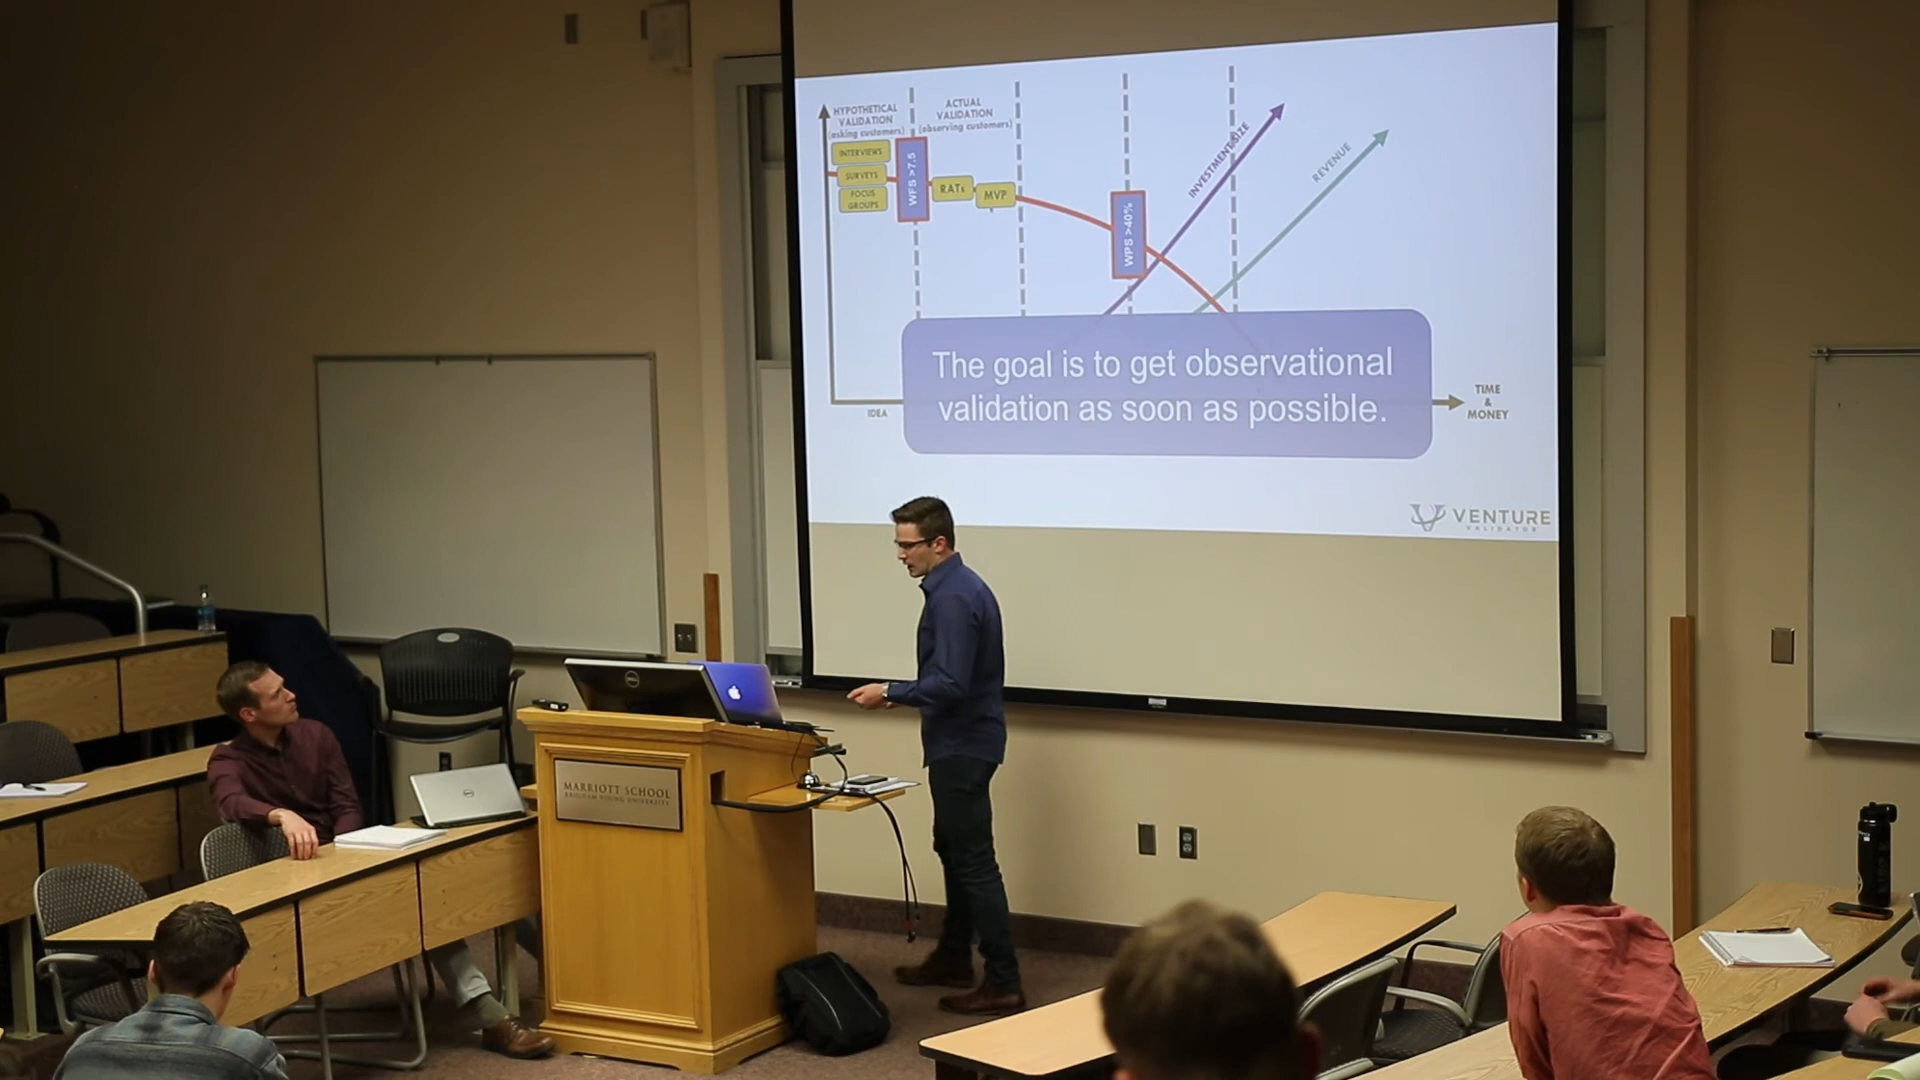 HYPOTHETICAL
VALIDATION
(asking customers)
ACTUAL
VALIDATION
(observing customers)
INTERVIEWS
SURVEYS
FOCUS
GROUPS
WFS >7.5
RATs
MVP
WPS >40%
INVESTMENT SIZE
REVENUE
The goal is to get observational
validation as soon as possible.
IDEA
TIME
&
MONEY
VENTURE
VALIDATOR
DELL
MARRIOTT SCHOOL
BRIGHAM YOUNG UNIVERSITY